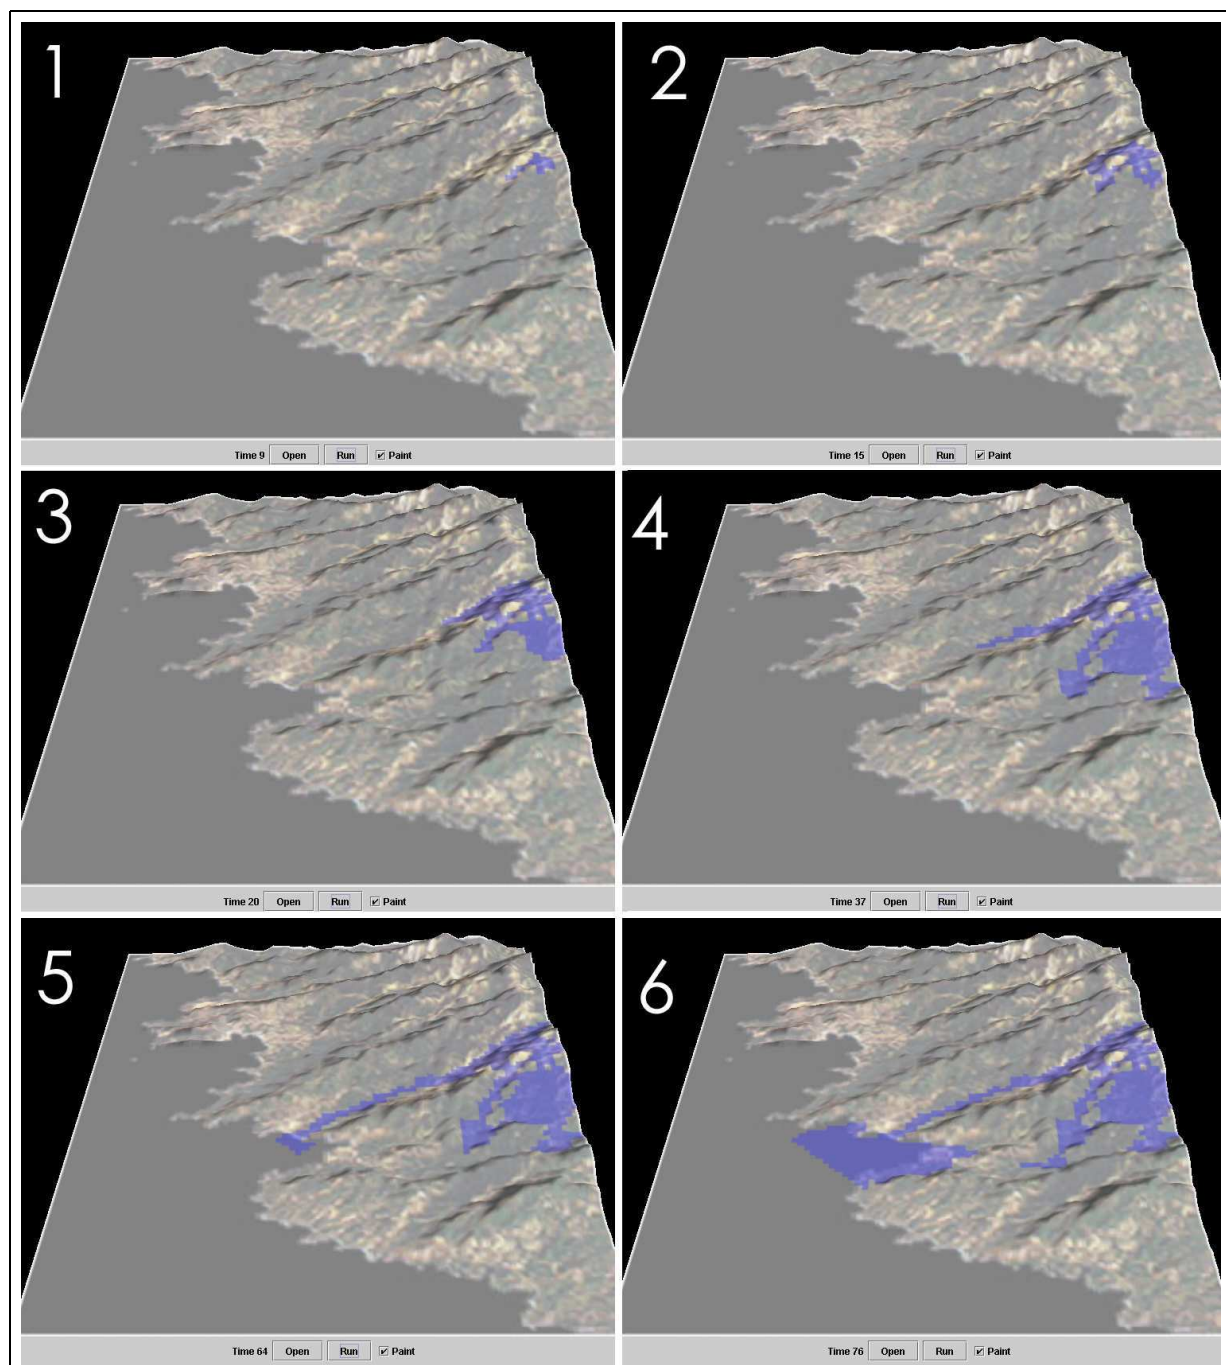 1
2
Time 9 Open Run Paint
Time 15 Open Run Paint
3
4
Time 20 Open Run Paint
Time 37 Open Run Paint
5
6
Time 64 Open Run Paint
Time 76 Open Run Paint